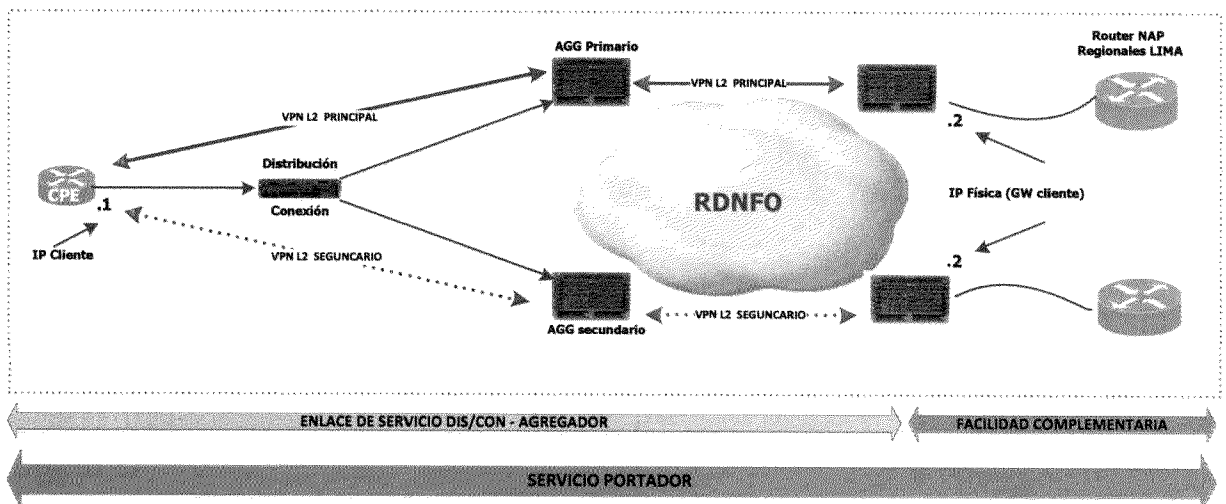 AGG Primario
Router NAP
Regionales LIMA
VPN L2 PRINCIPAL
VPN L2 PRINCIPAL
.2
Distribución
CPE
.1
Conexión
RDNFO
IP Física (GW cliente)
IP Cliente
VPN L2 SEGUNCARIO
.2
AGG secundario
VPN L2 SEGUNCARIO
ENLACE DE SERVICIO DIS/CON - AGREGADOR
FACILIDAD COMPLEMENTARIA
SERVICIO PORTADOR